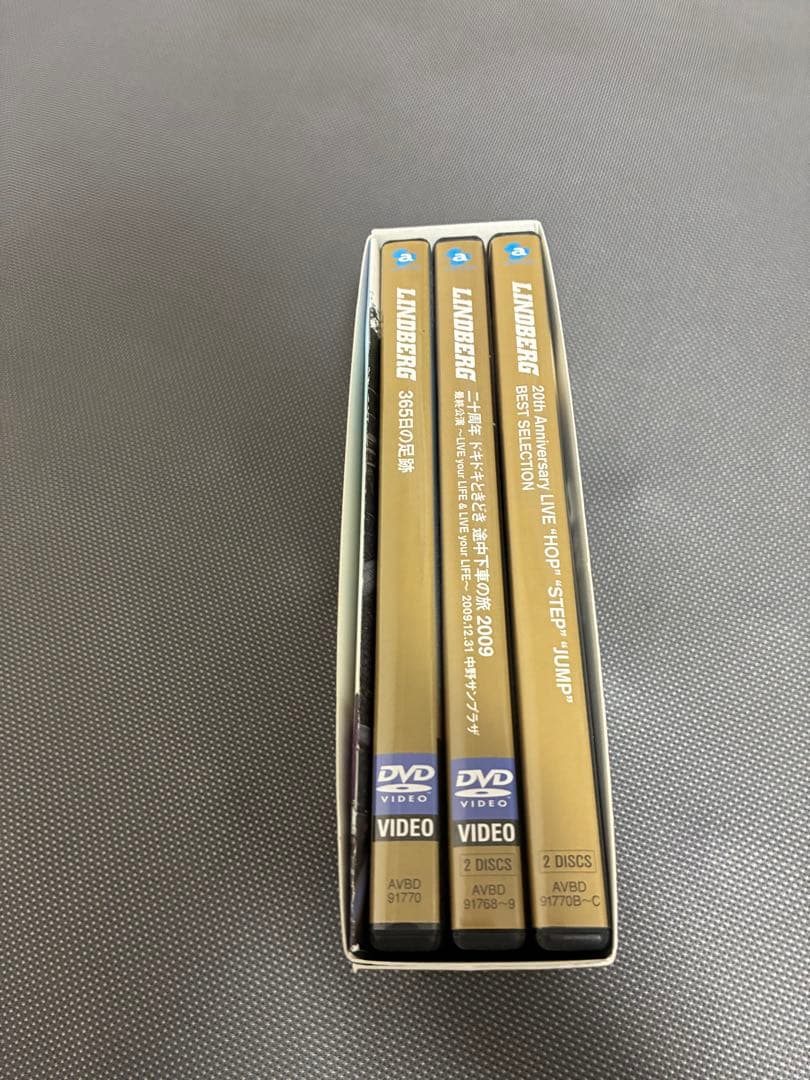 a
LINDBERG
365日の足跡
DVD
VIDEO
VIDEO
AVBD
91770
a
LINDBERG
二十周年 ドキドキときどき 途中下車の旅 2009
最終公演 〜LIVE your LIFE & LIVE your LIFE〜 2009.12.31 中野サンプラザ
DVD
VIDEO
VIDEO
2 DISCS
AVBD
91768〜9
a
LINDBERG
20th Anniversary LIVE "HOP" "STEP" "JUMP"
BEST SELECTION
2 DISCS
AVBD
91770B〜C